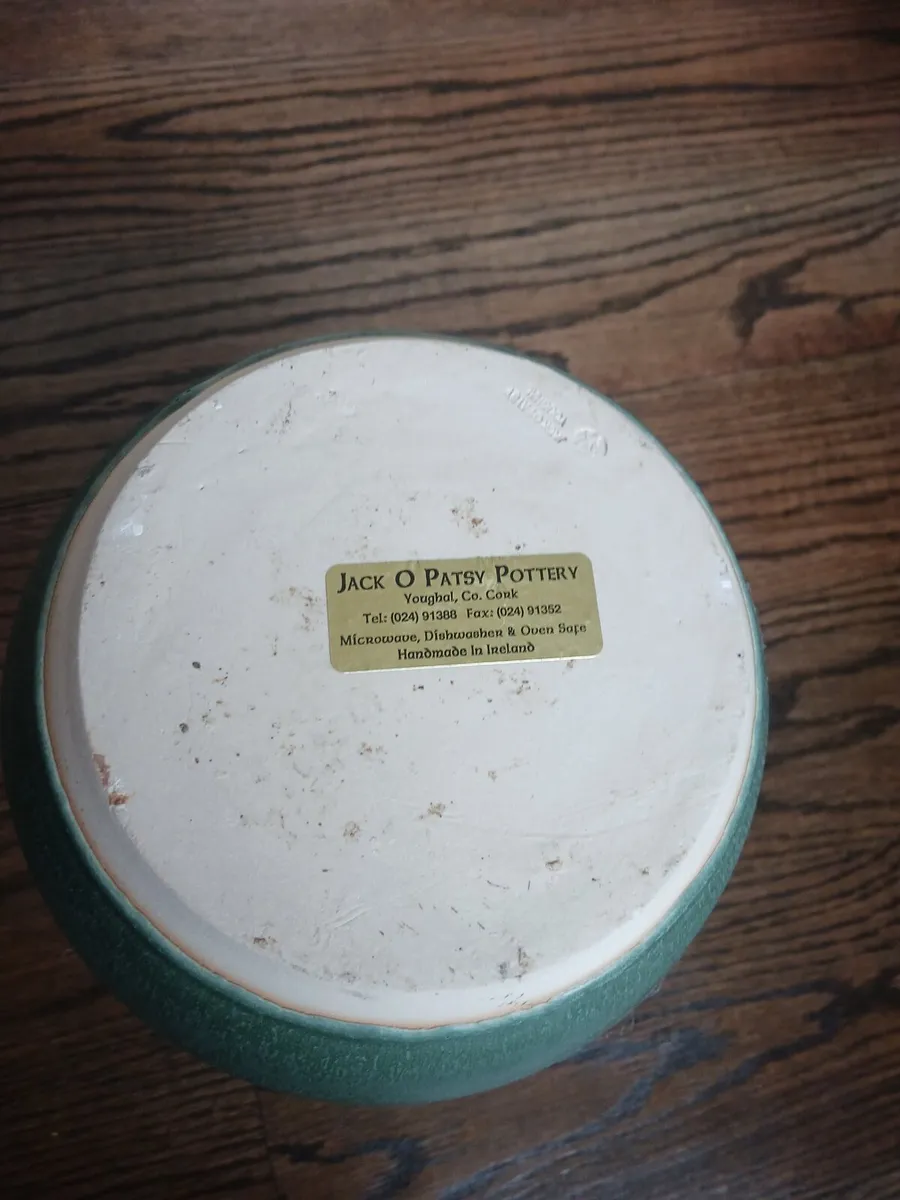 Jack O Patsy Pottery
Youghal, Co. Cork
Tel: (024) 91388 Fax: (024) 91352
Microwave, Dishwasher & Oven Safe
Handmade In Ireland